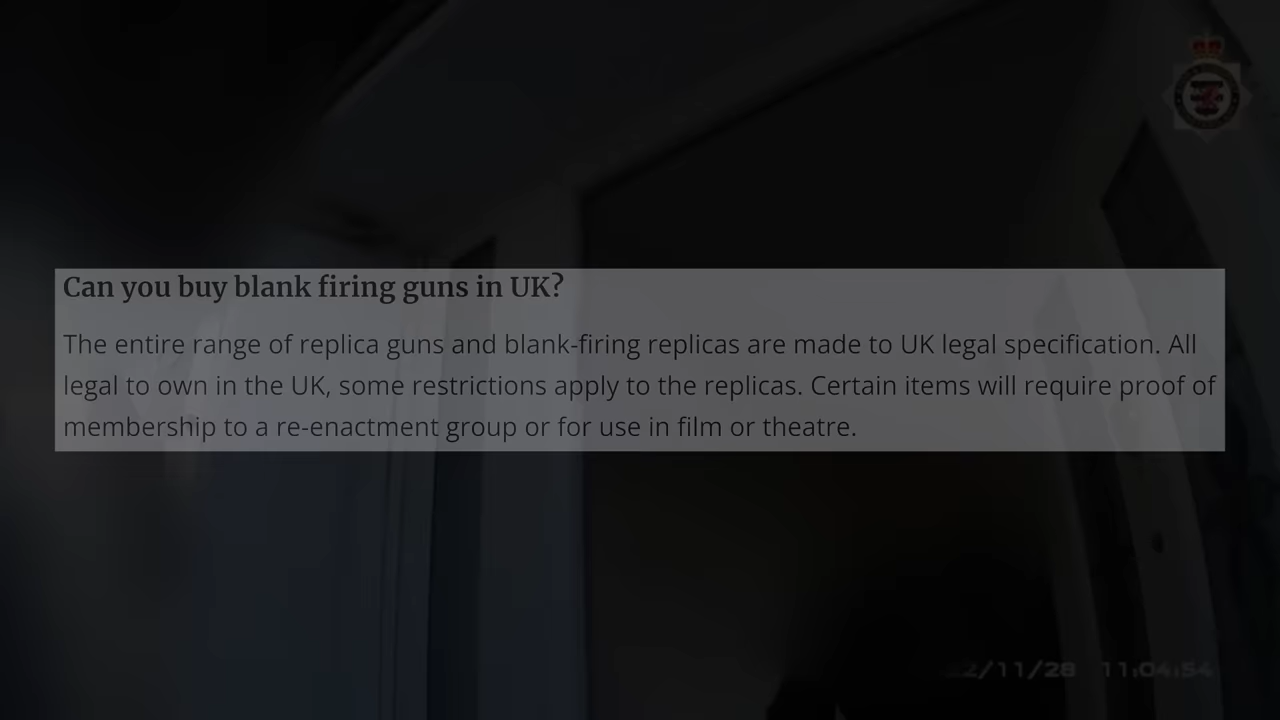 Can you buy blank firing guns in UK?
The entire range of replica guns and blank-firing replicas are made to UK legal specification. All
legal to own in the UK, some restrictions apply to the replicas. Certain items will require proof of
membership to a re-enactment group or for use in film or theatre.
2/11/28 11:04:54